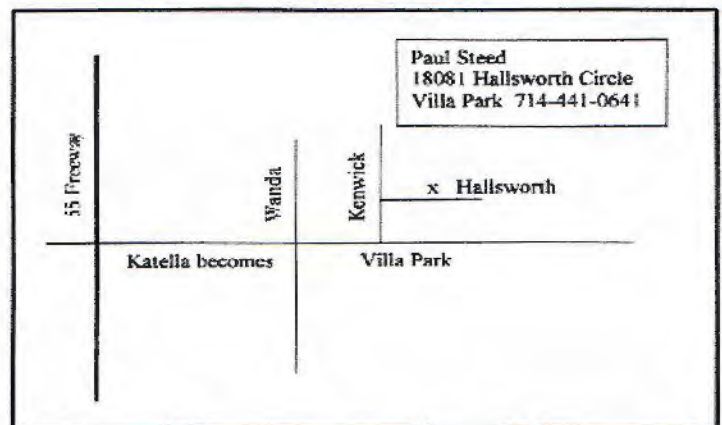 Paul Steed
18081 Hallsworth Circle
Villa Park 714-441-0641
55 Freeway
Wanda
Kenwick
x Hallsworth
Katella becomes
Villa Park